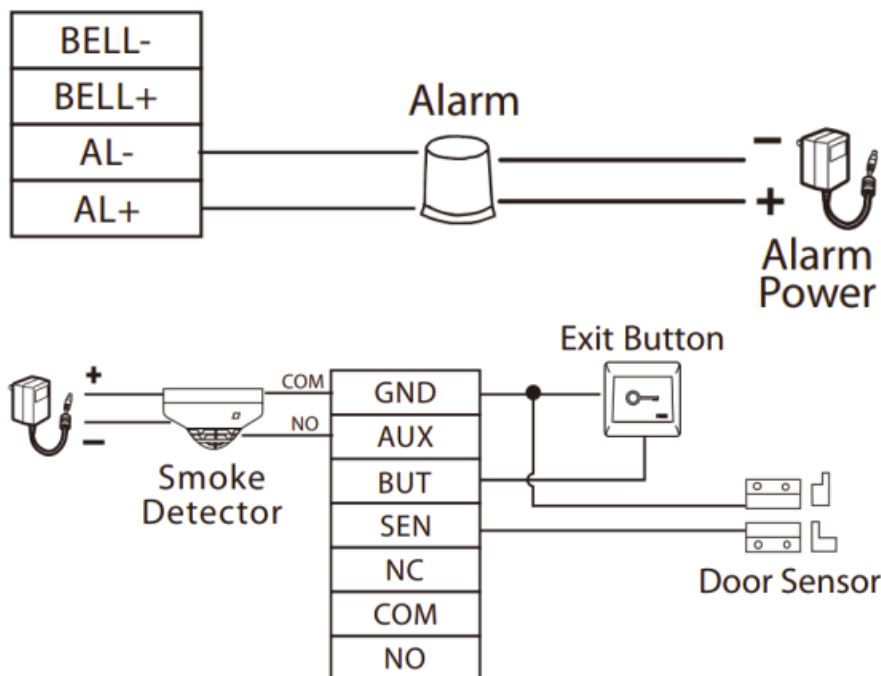 BELL-
BELL+
AL-
AL+
Alarm
−
+
Alarm
Power
Exit Button
+
−
COM
NO
Smoke
Detector
GND
AUX
BUT
SEN
NC
COM
NO
Door Sensor